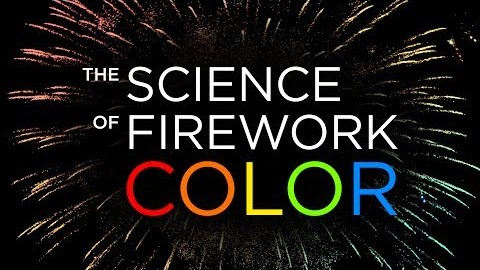 THE SCIENCE
OF FIREWORK
COLOR